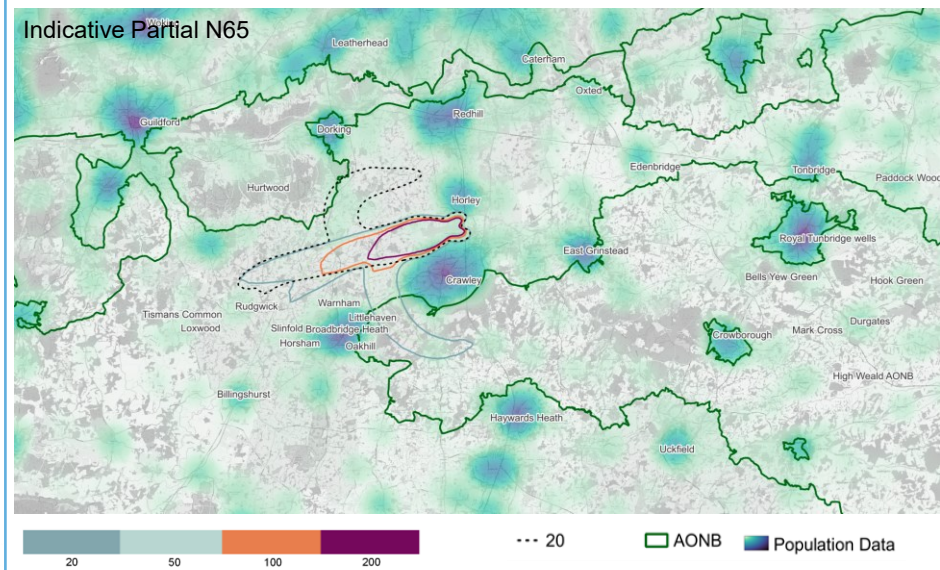 Indicative Partial N65
Woking
Leatherhead
Caterham
Oxted
Guildford
Dorking
Redhill
Edenbridge
Tonbridge
Paddock Wood
Hurtwood
Horley
East Grinstead
Royal Tunbridge wells
Crawley
Bells Yew Green
Hook Green
Rudgwick
Warnham
Tismans Common
Littlehaven
Loxwood
Slinfold Broadbridge Heath
Durgates
Mark Cross
Crowborough
Horsham
Oakhill
High Weald AONB
Billingshurst
Haywards Heath
Uckfield
20 50 100 200
20
AONB
Population Data